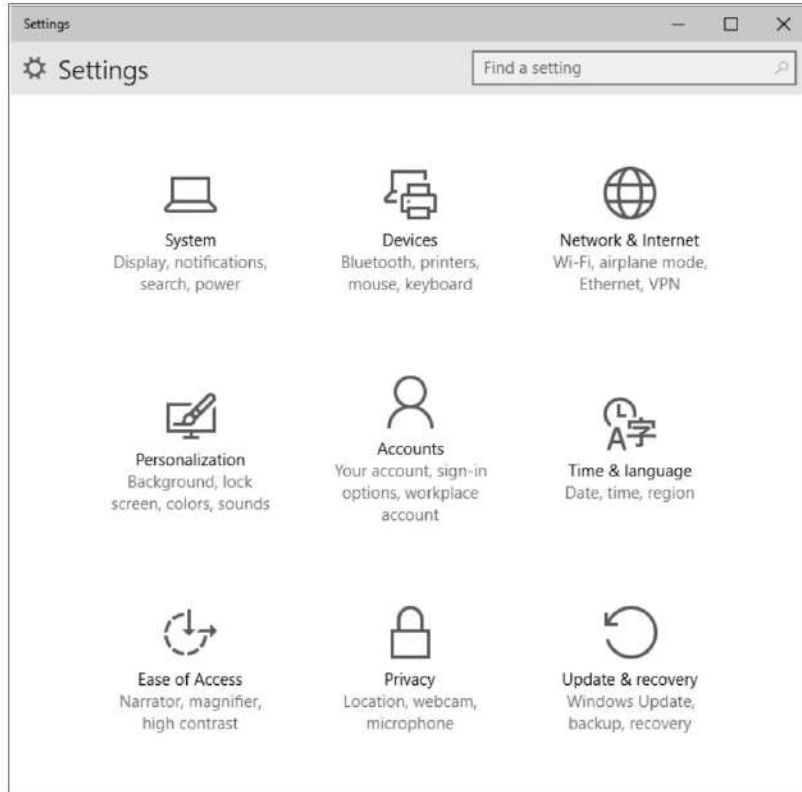 Settings
Settings
Find a setting
System
Display, notifications,
search, power
Devices
Bluetooth, printers,
mouse, keyboard
Network & Internet
Wi-Fi, airplane mode,
Ethernet, VPN
Personalization
Background, lock
screen, colors, sounds
Accounts
Your account, sign-in
options, workplace
account
A字
Time & language
Date, time, region
Ease of Access
Narrator, magnifier,
high contrast
Privacy
Location, webcam,
microphone
Update & recovery
Windows Update,
backup, recovery